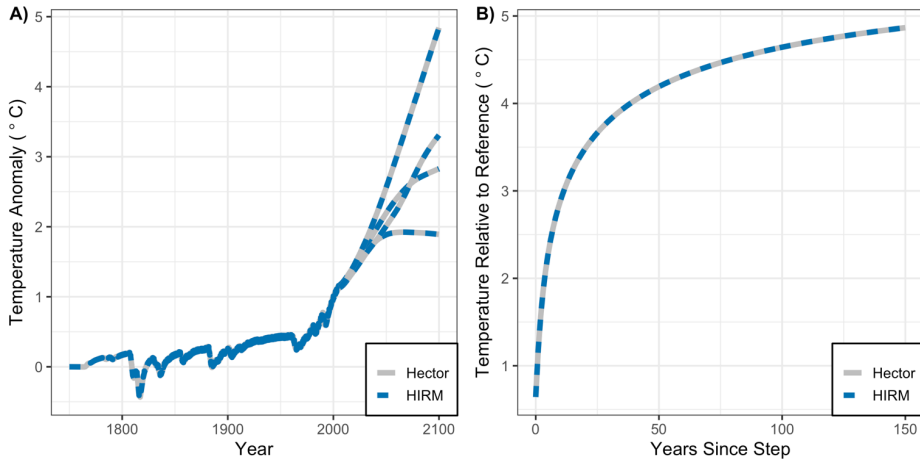 A)
Temperature Anomaly ( ° C)
5
4
3
2
1
0
1800
1900
2000
2100
Year
Hector
HIRM
B)
Temperature Relative to Reference ( ° C)
5
4
3
2
1
0
50
100
150
Years Since Step
Hector
HIRM